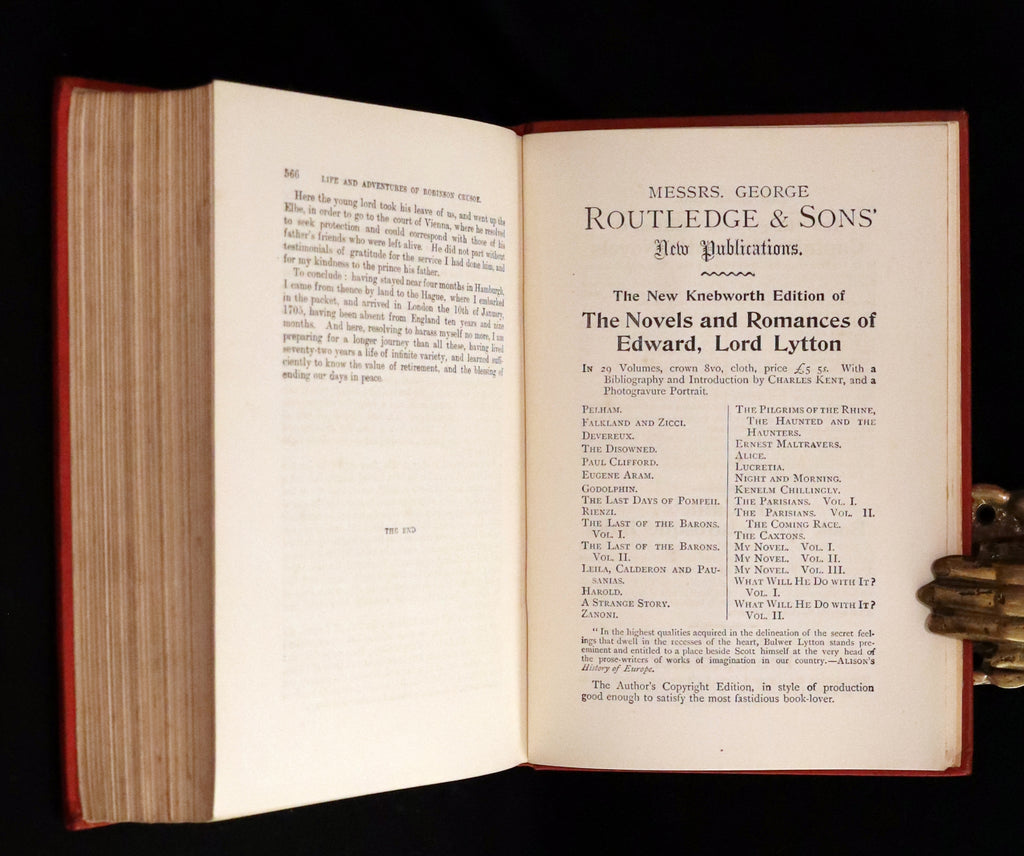 566 LIFE AND ADVENTURES OF ROBINSON CRUSOE.
Here the young lord took his leave of us, and went up the
Elbe, in order to go to the court of Vienna, where he resolved
to seek protection and could correspond with those of his
father's friends who were left alive. He did not part without
testimonials of gratitude for the service I had done him, and
for my kindness to the prince his father.
To conclude: having stayed near four months in Hamburgh,
I came from thence by land to the Hague, where I embarked
in the packet, and arrived in London the 10th of January,
1705, having been absent from England ten years and nine
months. And here, resolving to harass myself no more, I am
preparing for a longer journey than all these, having lived
seventy-two years a life of infinite variety, and learned suffi-
ciently to know the value of retirement, and the blessing of
ending our days in peace.
THE END
MESSRS. GEORGE
ROUTLEDGE & SONS'
New Publications.
The New Knebworth Edition of
The Novels and Romances of
Edward, Lord Lytton
IN 29 Volumes, crown 8vo, cloth, price £5 5s. With a
Bibliography and Introduction by CHARLES KENT, and a
Photogravure Portrait.
PELHAM.
FALKLAND AND ZICCI.
DEVEREUX.
THE DISOWNED.
PAUL CLIFFORD.
EUGENE ARAM.
GODOLPHIN.
THE LAST DAYS OF POMPEII.
RIENZI.
THE LAST OF THE BARONS.
VOL. I.
THE LAST OF THE BARONS.
VOL. II.
LEILA, CALDERON AND PAU-
SANIAS.
HAROLD.
A STRANGE STORY.
ZANONI.
THE PILGRIMS OF THE RHINE,
THE HAUNTED AND THE
HAUNTERS.
ERNEST MALTRAVERS.
ALICE.
LUCRETIA.
NIGHT AND MORNING.
KENELM CHILLINGLY.
THE PARISIANS. VOL. I.
THE PARISIANS. VOL. II.
THE COMING RACE.
THE CAXTONS.
MY NOVEL. VOL. I.
MY NOVEL. VOL. II.
MY NOVEL. VOL. III.
WHAT WILL HE DO WITH IT?
VOL. I.
WHAT WILL HE DO WITH IT?
VOL. II.
"In the highest qualities acquired in the delineation of the secret feel-
ings that dwell in the recesses of the heart, Bulwer Lytton stands pre-
eminent and entitled to a place beside Scott himself at the very head of
the prose-writers of works of imagination in our country.—ALISON'S
History of Europe.
The Author's Copyright Edition, in style of production
good enough to satisfy the most fastidious book-lover.